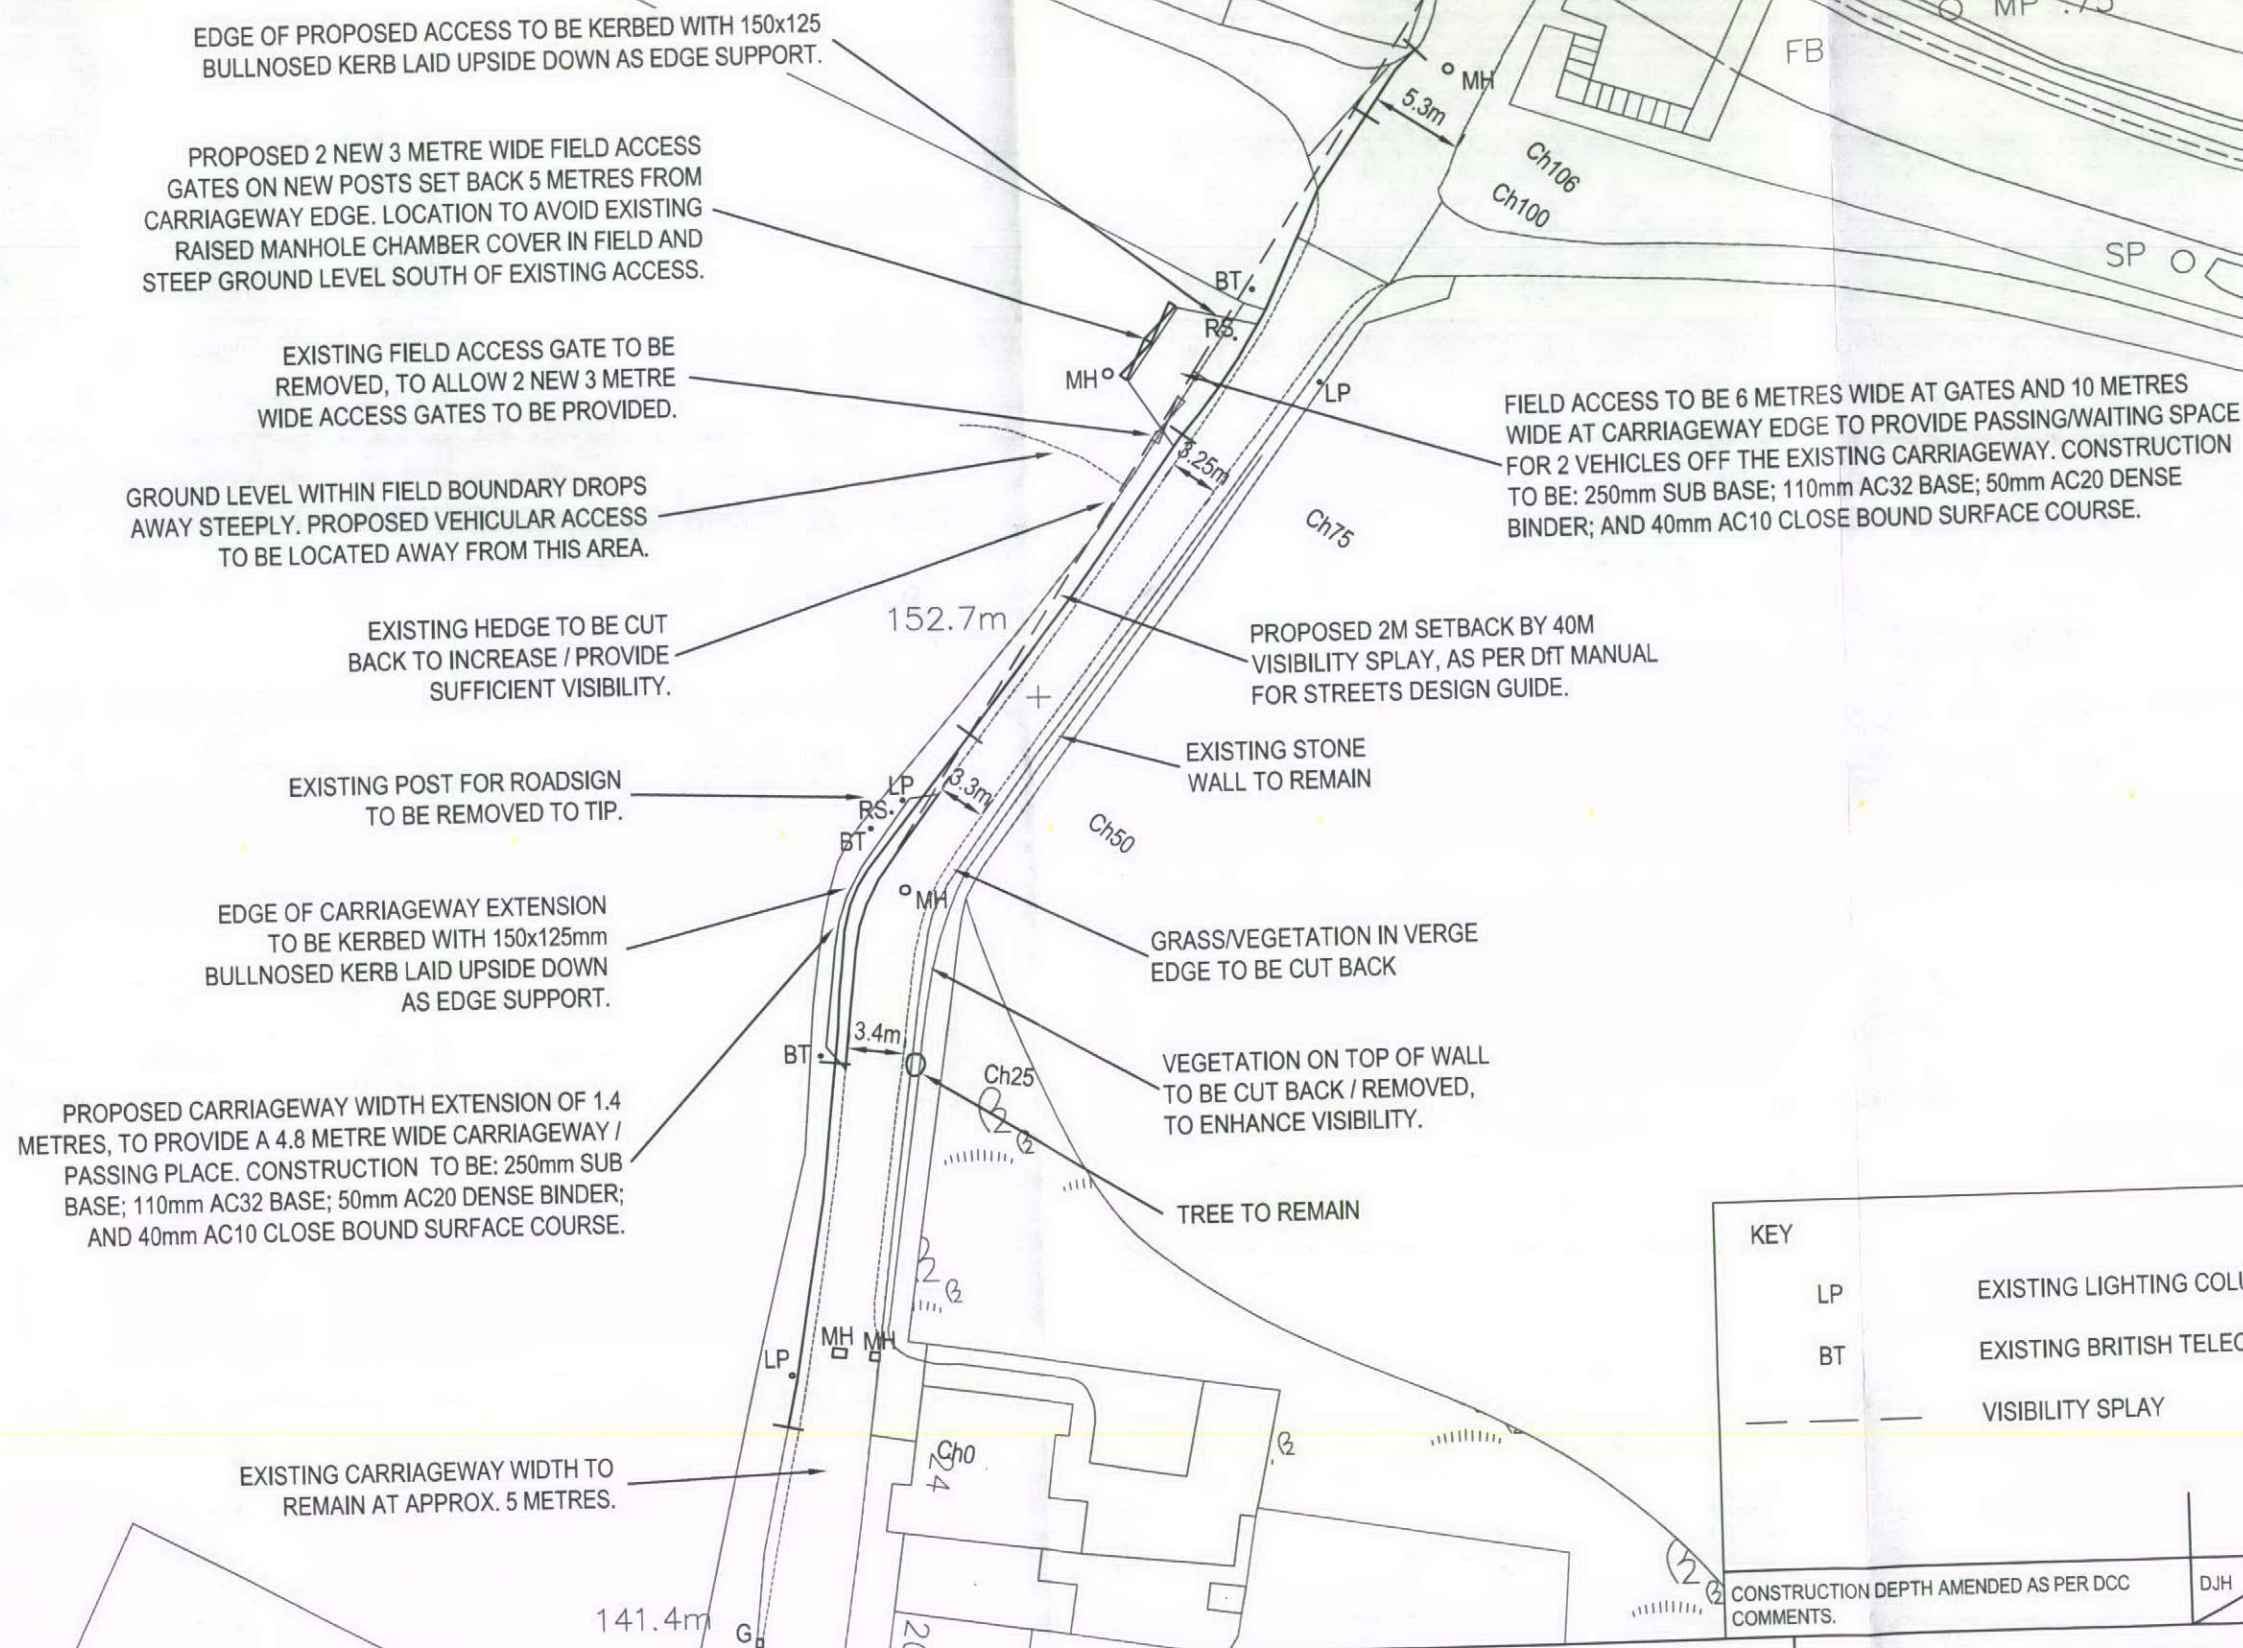 EDGE OF PROPOSED ACCESS TO BE KERBED WITH 150x125
BULLNOSED KERB LAID UPSIDE DOWN AS EDGE SUPPORT.
PROPOSED 2 NEW 3 METRE WIDE FIELD ACCESS
GATES ON NEW POSTS SET BACK 5 METRES FROM
CARRIAGEWAY EDGE. LOCATION TO AVOID EXISTING
RAISED MANHOLE CHAMBER COVER IN FIELD AND
STEEP GROUND LEVEL SOUTH OF EXISTING ACCESS.
EXISTING FIELD ACCESS GATE TO BE
REMOVED, TO ALLOW 2 NEW 3 METRE
WIDE ACCESS GATES TO BE PROVIDED.
GROUND LEVEL WITHIN FIELD BOUNDARY DROPS
AWAY STEEPLY. PROPOSED VEHICULAR ACCESS
TO BE LOCATED AWAY FROM THIS AREA.
EXISTING HEDGE TO BE CUT
BACK TO INCREASE / PROVIDE
SUFFICIENT VISIBILITY.
EXISTING POST FOR ROADSIGN
TO BE REMOVED TO TIP.
EDGE OF CARRIAGEWAY EXTENSION
TO BE KERBED WITH 150x125mm
BULLNOSED KERB LAID UPSIDE DOWN
AS EDGE SUPPORT.
PROPOSED CARRIAGEWAY WIDTH EXTENSION OF 1.4
METRES, TO PROVIDE A 4.8 METRE WIDE CARRIAGEWAY /
PASSING PLACE. CONSTRUCTION TO BE: 250mm SUB
BASE; 110mm AC32 BASE; 50mm AC20 DENSE BINDER;
AND 40mm AC10 CLOSE BOUND SURFACE COURSE.
EXISTING CARRIAGEWAY WIDTH TO
REMAIN AT APPROX. 5 METRES.
MP .75
FB
MH
5.3m
Ch106
Ch100
SP
BT
RS
MH
LP
3.25m
Ch75
FIELD ACCESS TO BE 6 METRES WIDE AT GATES AND 10 METRES
WIDE AT CARRIAGEWAY EDGE TO PROVIDE PASSING/WAITING SPACE
FOR 2 VEHICLES OFF THE EXISTING CARRIAGEWAY. CONSTRUCTION
TO BE: 250mm SUB BASE; 110mm AC32 BASE; 50mm AC20 DENSE
BINDER; AND 40mm AC10 CLOSE BOUND SURFACE COURSE.
152.7m
PROPOSED 2M SETBACK BY 40M
VISIBILITY SPLAY, AS PER DfT MANUAL
FOR STREETS DESIGN GUIDE.
EXISTING STONE
WALL TO REMAIN
LP
RS
BT
3.3m
Ch50
MH
GRASS/VEGETATION IN VERGE
EDGE TO BE CUT BACK
3.4m
BT
Ch25
VEGETATION ON TOP OF WALL
TO BE CUT BACK / REMOVED,
TO ENHANCE VISIBILITY.
TREE TO REMAIN
MH MH
LP
Ch0
24
141.4m
G
KEY
LP EXISTING LIGHTING
BT EXISTING BRITISH
VISIBILITY SPLAY
CONSTRUCTION DEPTH AMENDED AS PER DCC
COMMENTS.
DJH